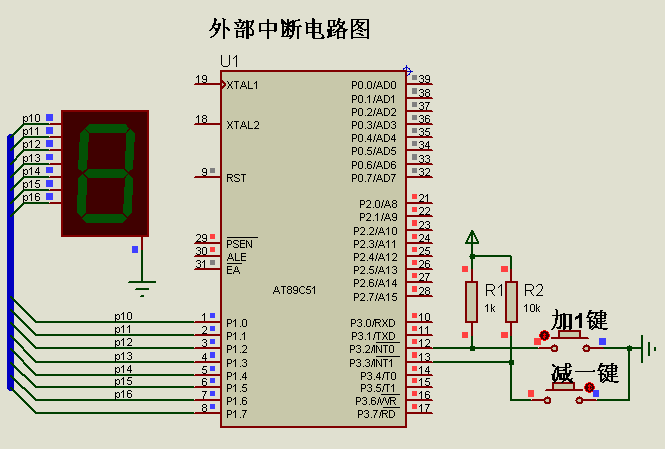 外部中断电路图
U1
19 XTAL1 P0.0/AD0 39
P0.1/AD1 38
P0.2/AD2 37
18 XTAL2 P0.3/AD3 36
P0.4/AD4 35
P0.5/AD5 34
P0.6/AD6 33
9 RST P0.7/AD7 32
P2.0/A8 21
P2.1/A9 22
P2.2/A10 23
29 PSEN P2.3/A11 24
30 ALE P2.4/A12 25
31 EA P2.5/A13 26
P2.6/A14 27
P2.7/A15 28
AT89C51
1 P1.0 P3.0/RXD 10
2 P1.1 P3.1/TXD 11
3 P1.2 P3.2/INT0 12
4 P1.3 P3.3/INT1 13
5 P1.4 P3.4/T0 14
6 P1.5 P3.5/T1 15
7 P1.6 P3.6/WR 16
8 P1.7 P3.7/RD 17
p10
p11
p12
p13
p14
p15
p16
p10
p11
p12
p13
p14
p15
p16
R1
1k
R2
10k
加1键
减一键